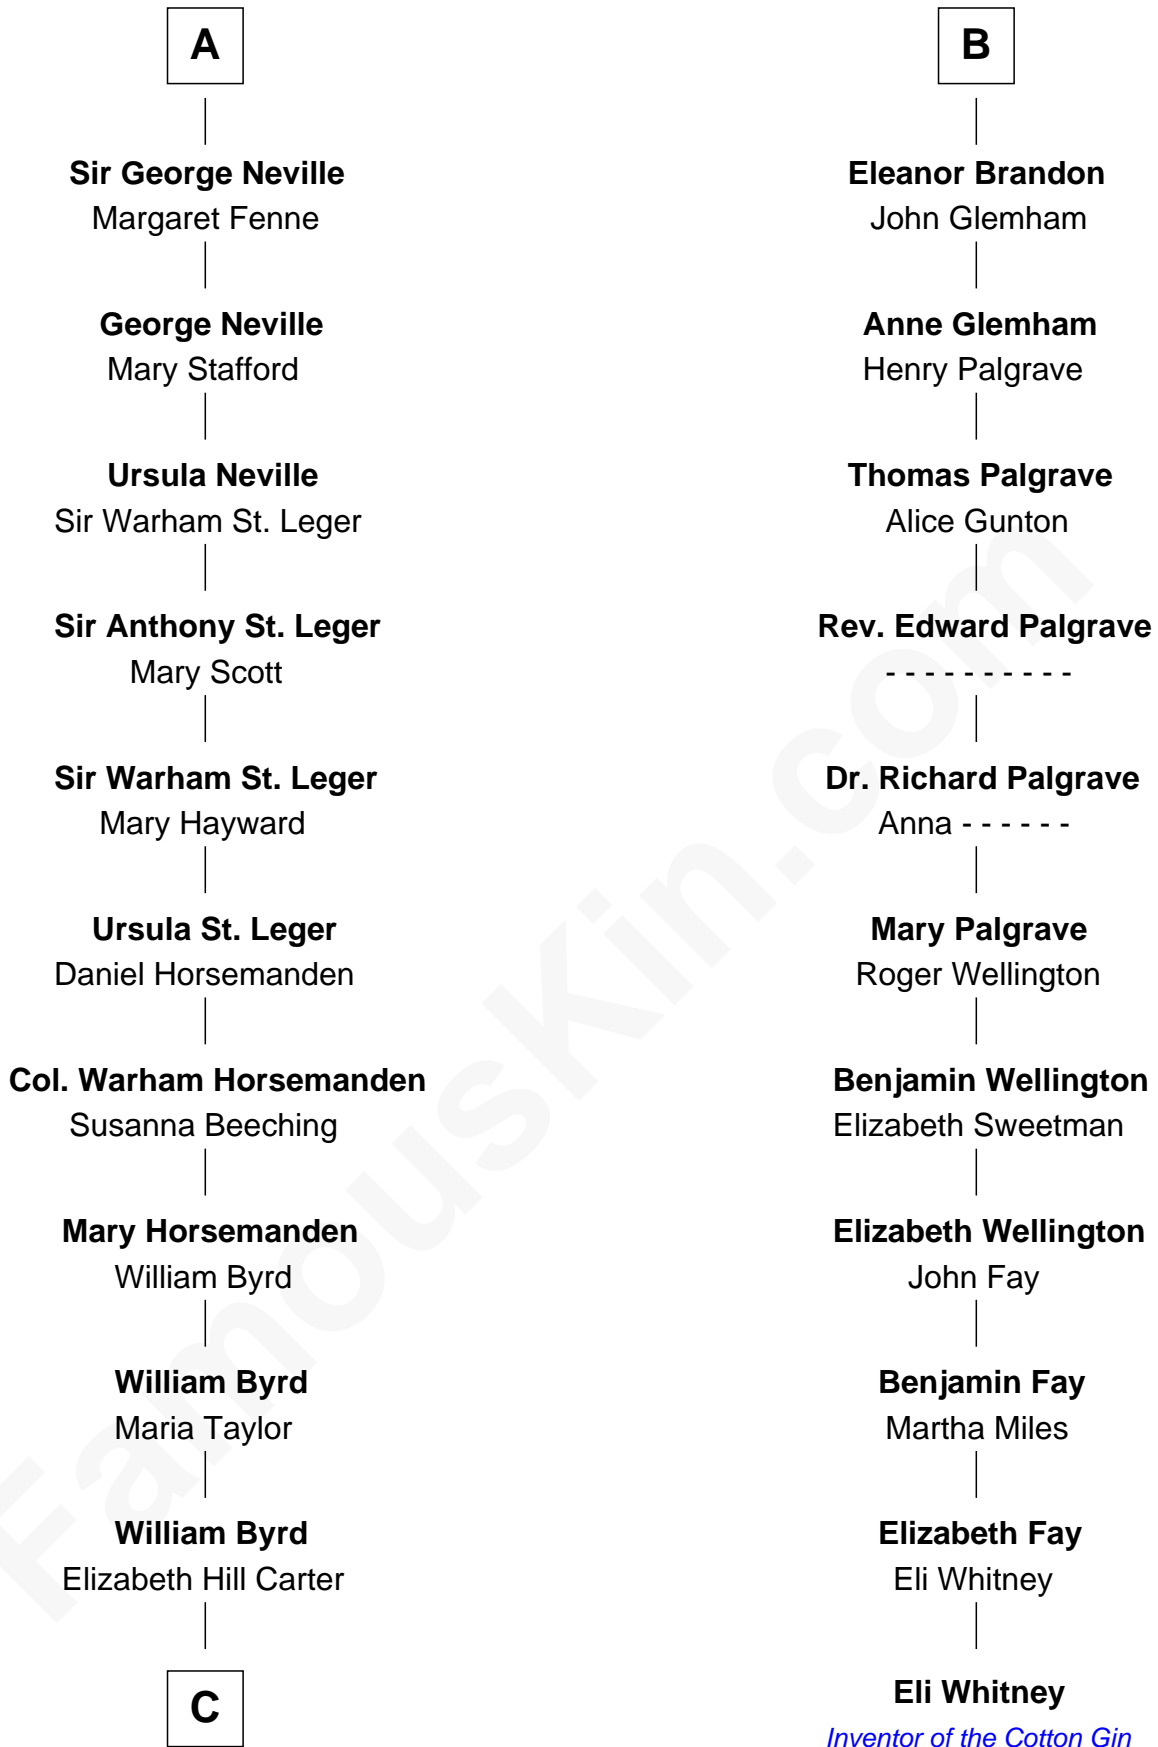 A
Sir George Neville
Margaret Fenne
George Neville
Mary Stafford
Ursula Neville
Sir Warham St. Leger
Sir Anthony St. Leger
Mary Scott
Sir Warham St. Leger
Mary Hayward
Ursula St. Leger
Daniel Horsemanden
Col. Warham Horsemanden
Susanna Beeching
Mary Horsemanden
William Byrd
William Byrd
Maria Taylor
William Byrd
Elizabeth Hill Carter
C
B
Eleanor Brandon
John Glemham
Anne Glemham
Henry Palgrave
Thomas Palgrave
Alice Gunton
Rev. Edward Palgrave
- - - - - - - - - -
Dr. Richard Palgrave
Anna - - - - - -
Mary Palgrave
Roger Wellington
Benjamin Wellington
Elizabeth Sweetman
Elizabeth Wellington
John Fay
Benjamin Fay
Martha Miles
Elizabeth Fay
Eli Whitney
Eli Whitney
Inventor of the Cotton Gin
FamousKin.com